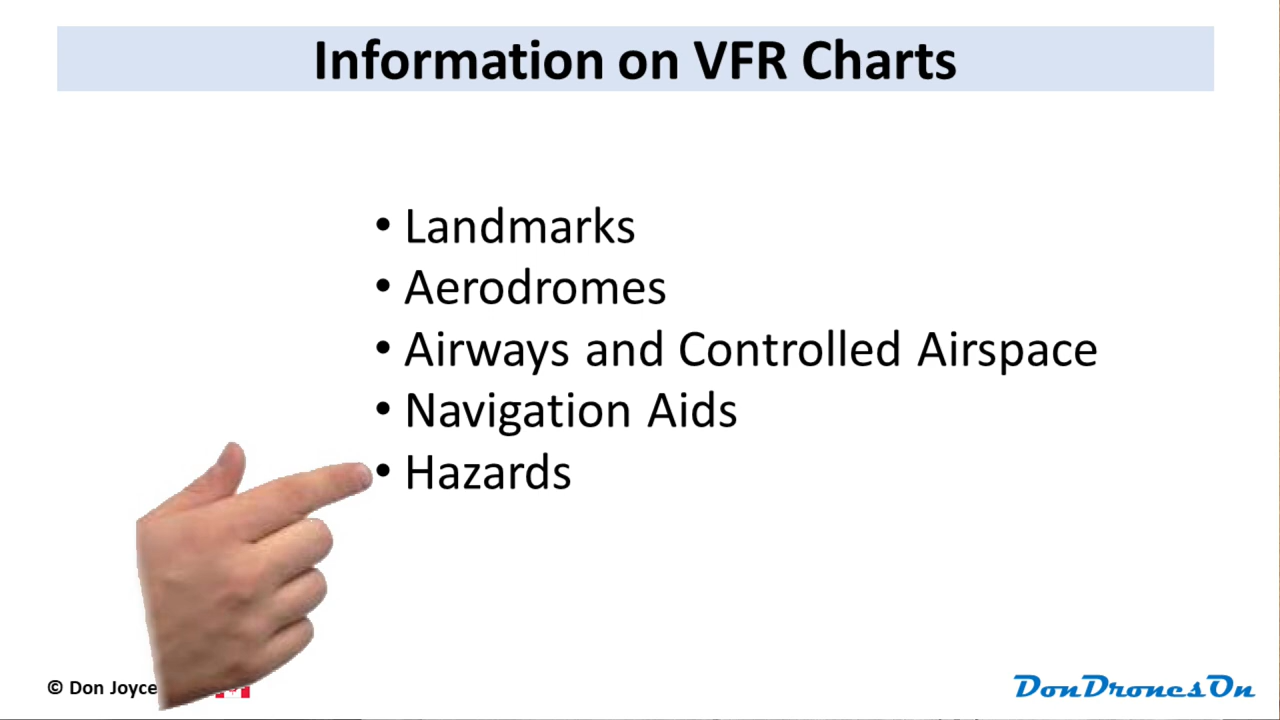 Information on VFR Charts
• Landmarks
• Aerodromes
• Airways and Controlled Airspace
• Navigation Aids
• Hazards
© Don Joyce
DonDronesOn